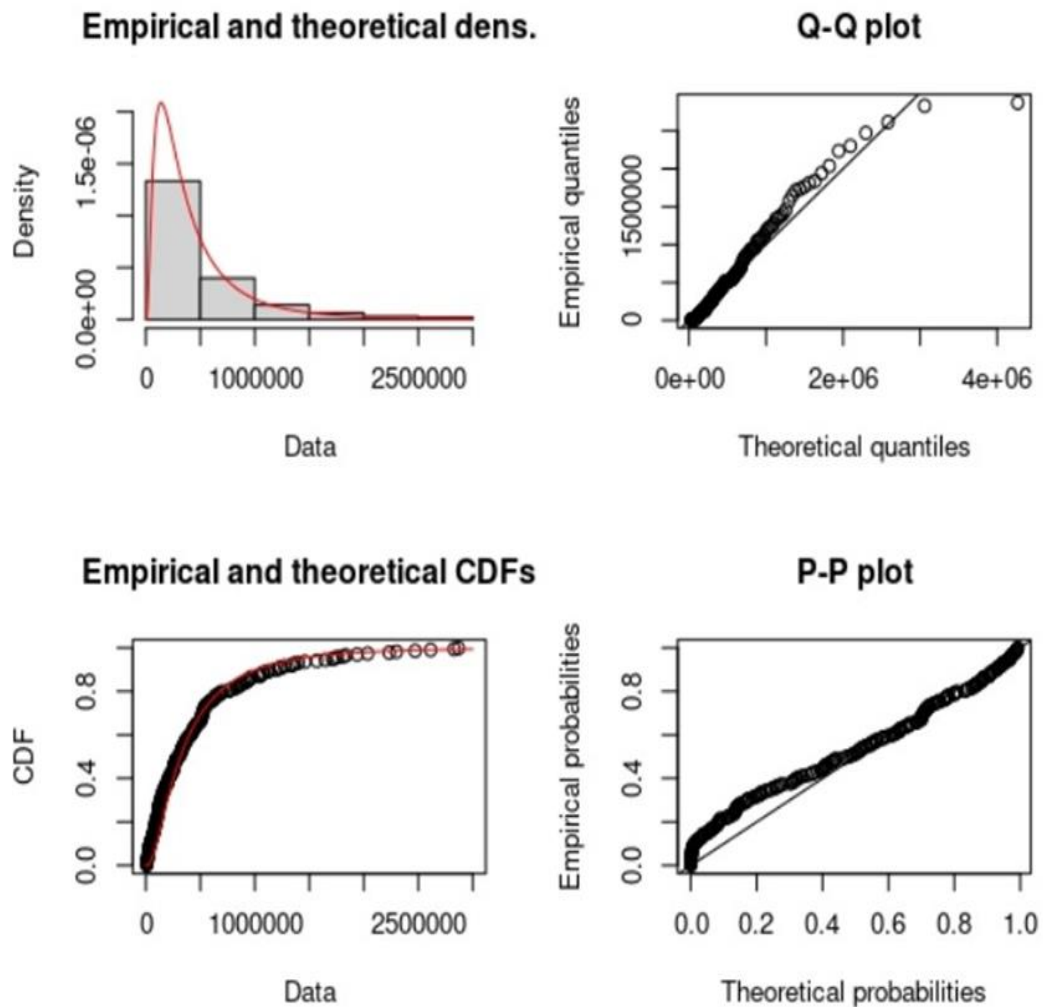 Empirical and theoretical dens.
Density
0.0e+00 1.5e-06
0 1000000 2500000
Data
Q-Q plot
Empirical quantiles
0 1500000
0e+00 2e+06 4e+06
Theoretical quantiles
Empirical and theoretical CDFs
CDF
0.0 0.4 0.8
0 1000000 2500000
Data
P-P plot
Empirical probabilities
0.0 0.4 0.8
0.0 0.2 0.4 0.6 0.8 1.0
Theoretical probabilities